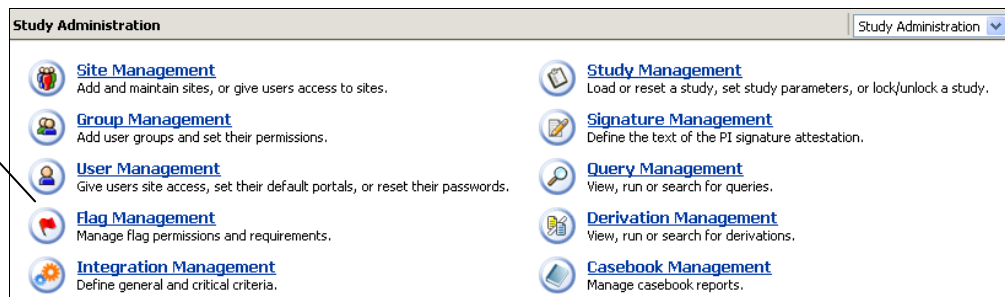 Study Administration
Study Administration
Site Management
Add and maintain sites, or give users access to sites.
Group Management
Add user groups and set their permissions.
User Management
Give users site access, set their default portals, or reset their passwords.
Flag Management
Manage flag permissions and requirements.
Integration Management
Define general and critical criteria.
Study Management
Load or reset a study, set study parameters, or lock/unlock a study.
Signature Management
Define the text of the PI signature attestation.
Query Management
View, run or search for queries.
Derivation Management
View, run or search for derivations.
Casebook Management
Manage casebook reports.